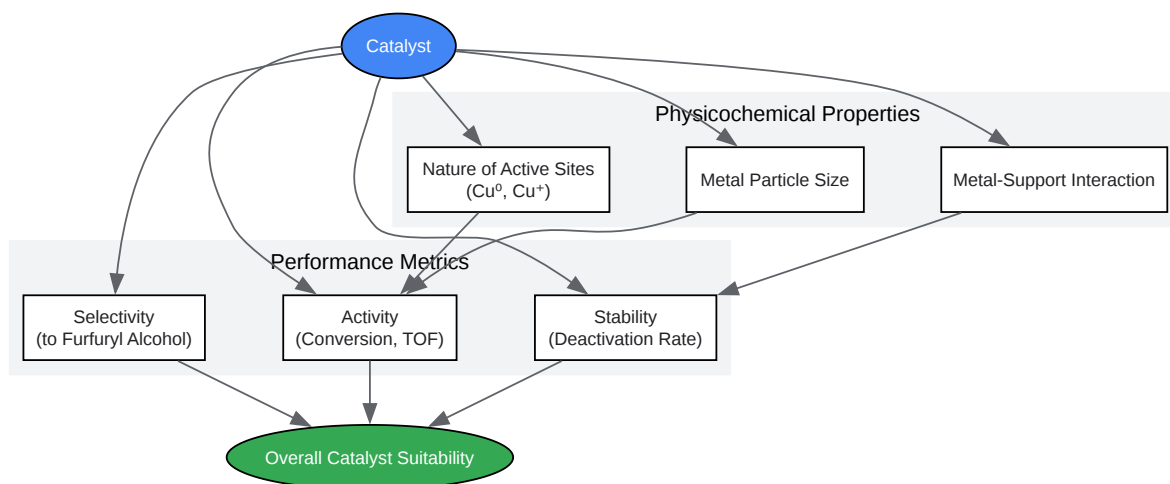 Catalyst
Physicochemical Properties
Nature of Active Sites
(Cu⁰, Cu⁺)
Metal Particle Size
Metal-Support Interaction
Performance Metrics
Selectivity
(to Furfuryl Alcohol)
Activity
(Conversion, TOF)
Stability
(Deactivation Rate)
Overall Catalyst Suitability